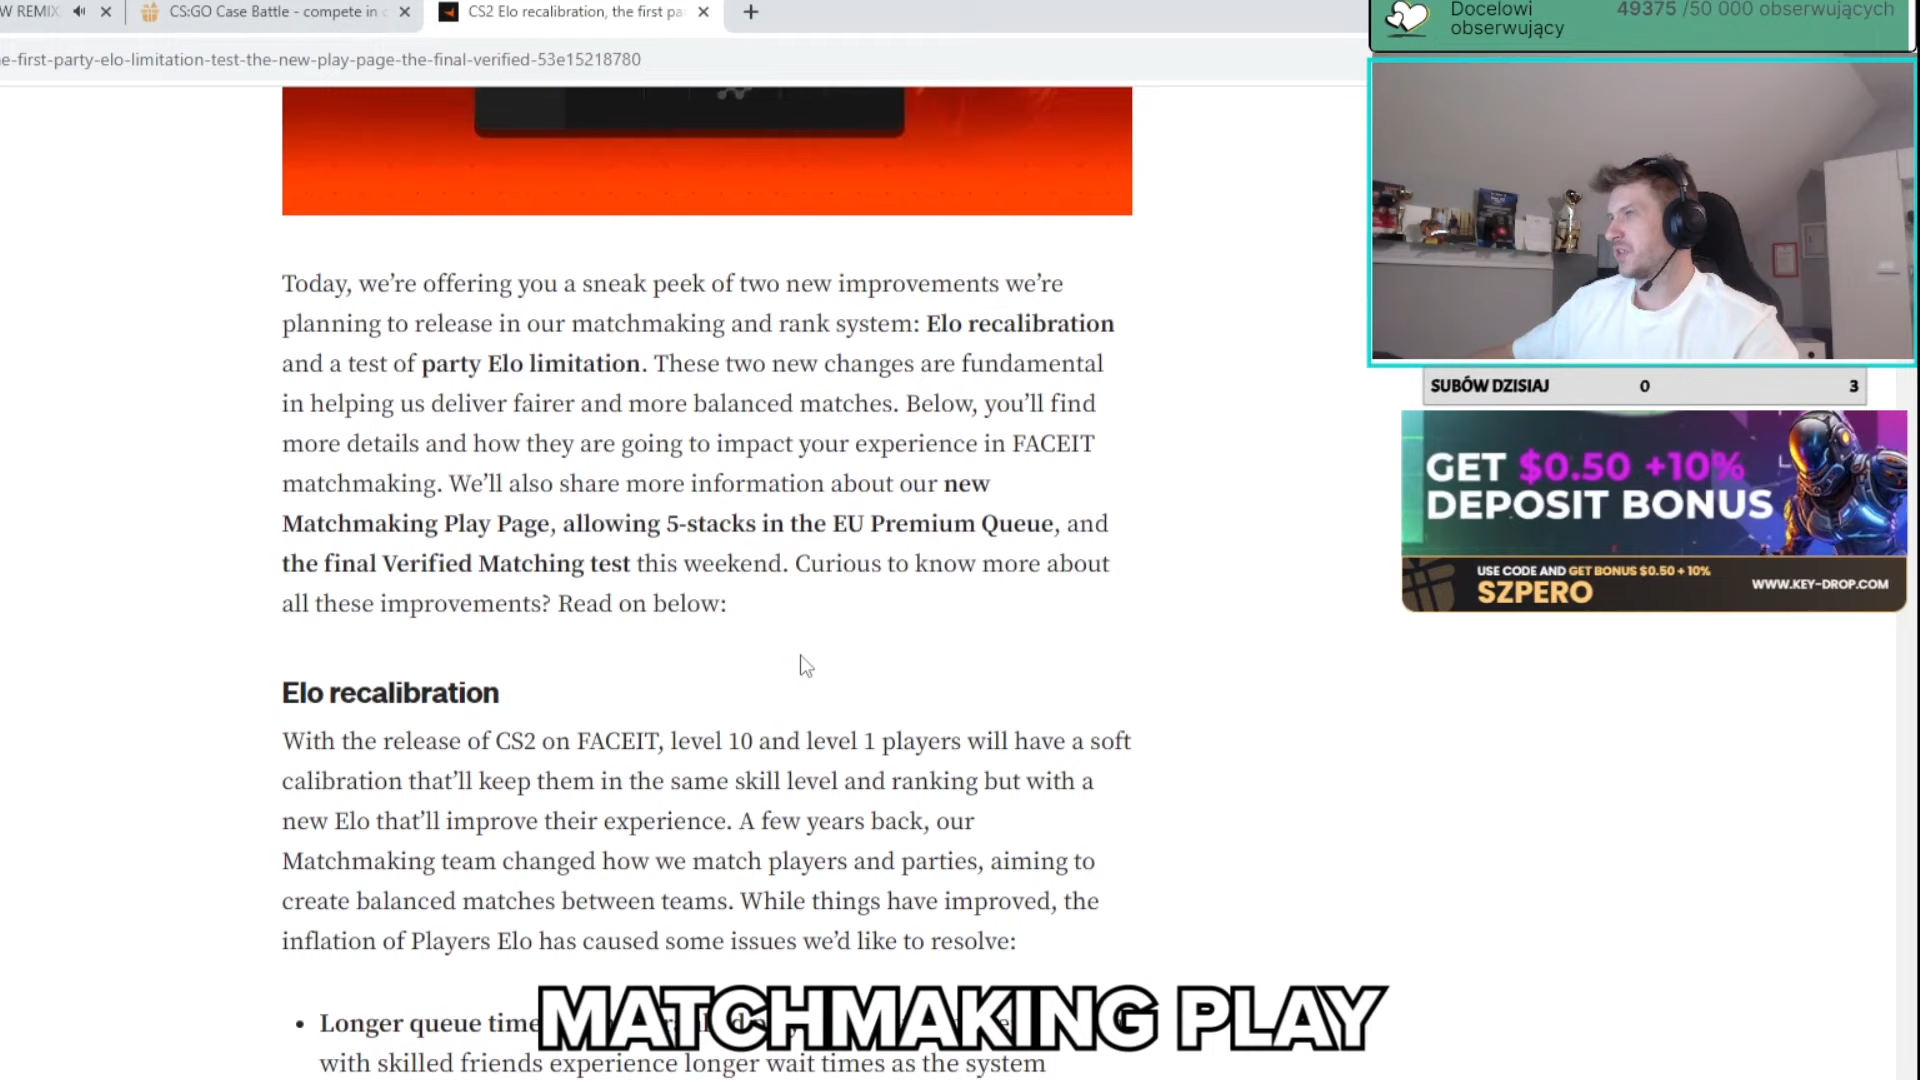 W REMIX
CS:GO Case Battle - compete in
CS2 Elo recalibration, the first pa
e-first-party-elo-limitation-test-the-new-play-page-the-final-verified-53e15218780
Docelowi
obserwujący
49375 /50 000 obserwujących
Today, we’re offering you a sneak peek of two new improvements we’re
planning to release in our matchmaking and rank system: Elo recalibration
and a test of party Elo limitation. These two new changes are fundamental
in helping us deliver fairer and more balanced matches. Below, you’ll find
more details and how they are going to impact your experience in FACEIT
matchmaking. We’ll also share more information about our new
Matchmaking Play Page, allowing 5-stacks in the EU Premium Queue, and
the final Verified Matching test this weekend. Curious to know more about
all these improvements? Read on below:
Elo recalibration
With the release of CS2 on FACEIT, level 10 and level 1 players will have a soft
calibration that’ll keep them in the same skill level and ranking but with a
new Elo that’ll improve their experience. A few years back, our
Matchmaking team changed how we match players and parties, aiming to
create balanced matches between teams. While things have improved, the
inflation of Players Elo has caused some issues we’d like to resolve:
• Longer queue time
with skilled friends experience longer wait times as the system
MATCHMAKING PLAY
SUBÓW DZISIAJ 0 3
GET $0.50 +10%
DEPOSIT BONUS
USE CODE AND GET BONUS $0.50 + 10%
SZPERO
WWW.KEY-DROP.COM